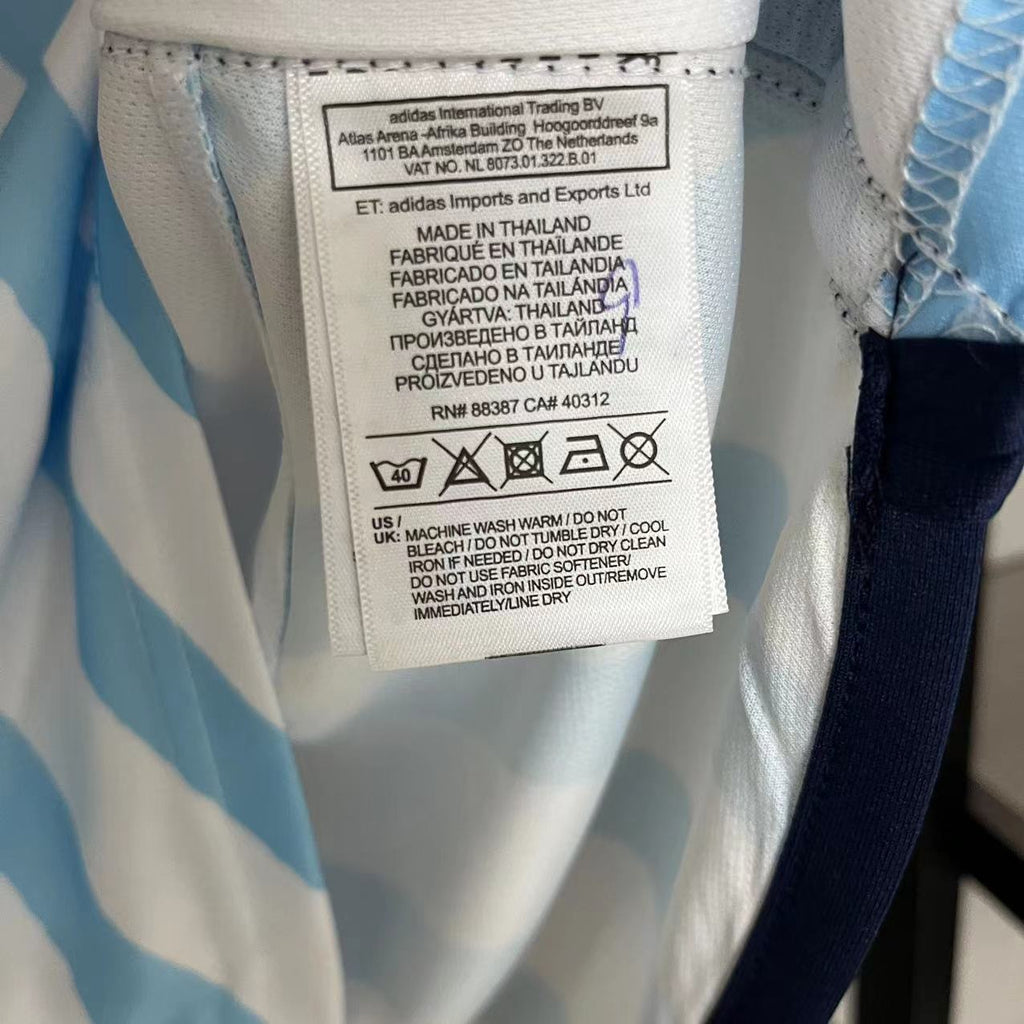 adidas International Trading BV
Atlas Arena -Afrika Building Hoogoorddreef 9a
1101 BA Amsterdam ZO The Netherlands
VAT NO. NL 8073.01.322.B.01
ET: adidas Imports and Exports Ltd
MADE IN THAILAND
FABRIQUÉ EN THAÏLANDE
FABRICADO EN TAILANDIA
FABRICADO NA TAILÁNDIA
GYÁRTVA: THAILAND
ПРОИЗВЕДЕНО В ТАЙЛАНД
СДЕЛАНО В ТАИЛАНДЕ
PROÏZVEDENO U TAJLANDU
RN# 88387 CA# 40312
40
US /
UK: MACHINE WASH WARM / DO NOT
BLEACH / DO NOT TUMBLE DRY / COOL
IRON IF NEEDED / DO NOT DRY CLEAN
DO NOT USE FABRIC SOFTENER/
WASH AND IRON INSIDE OUT/REMOVE
IMMEDIATELY/LINE DRY